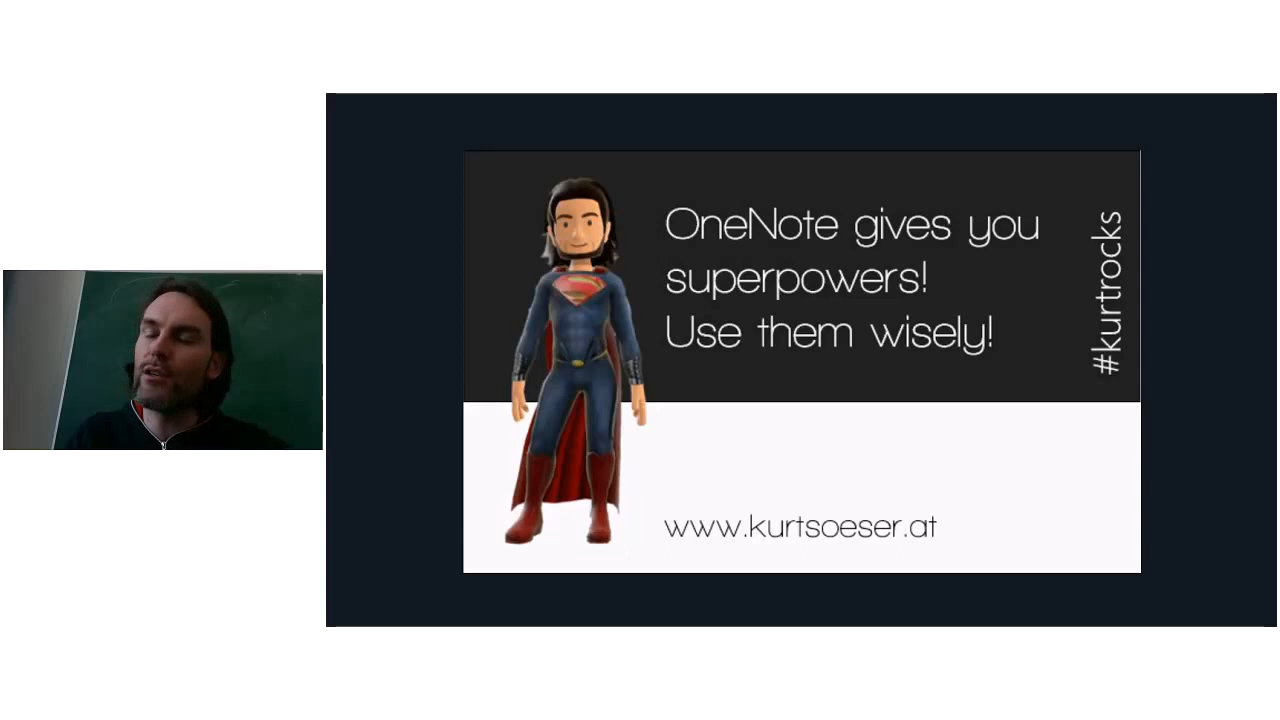 OneNote gives you
superpowers!
Use them wisely!
#kurtrocks
www.kurtsoeser.at